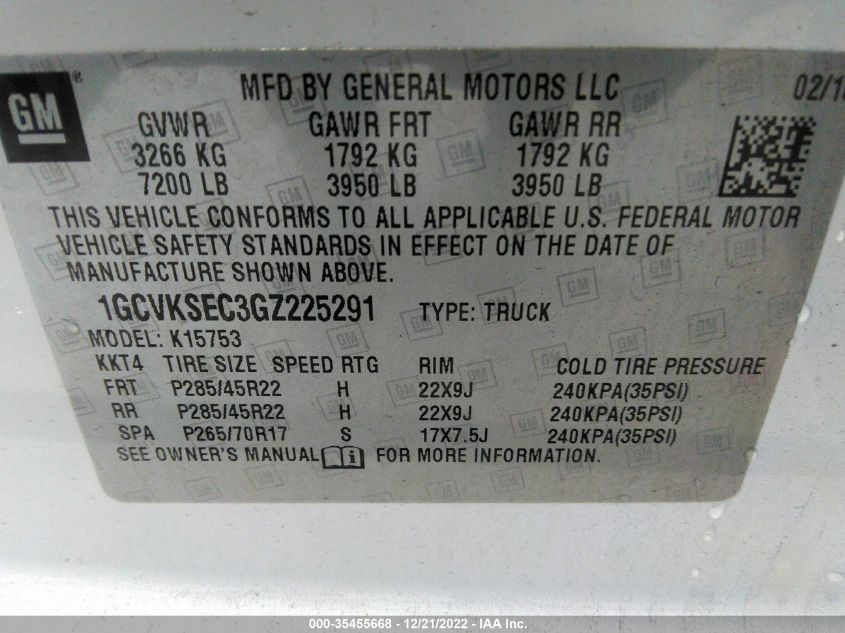 GM ®
MFD BY GENERAL MOTORS LLC
GVWR GAWR FRT GAWR RR
3266 KG 1792 KG 1792 KG
7200 LB 3950 LB 3950 LB
THIS VEHICLE CONFORMS TO ALL APPLICABLE U.S. FEDERAL MOTOR
VEHICLE SAFETY STANDARDS IN EFFECT ON THE DATE OF
MANUFACTURE SHOWN ABOVE.
1GCVKSEC3GZ225291 TYPE: TRUCK
MODEL: K15753
KKT4 TIRE SIZE SPEED RTG RIM COLD TIRE PRESSURE
FRT P285/45R22 H 22X9J 240KPA(35PSI)
RR P285/45R22 H 22X9J 240KPA(35PSI)
SPA P265/70R17 S 17X7.5J 240KPA(35PSI)
SEE OWNER'S MANUAL FOR MORE INFORMATION.
000-35455668 - 12/21/2022 - IAA Inc.